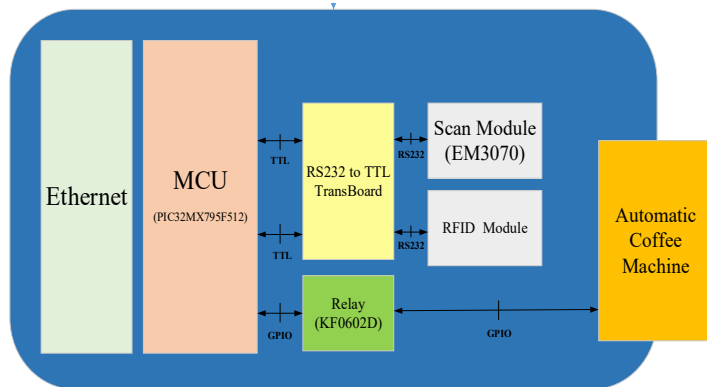 Ethernet
MCU
(PIC32MX795F512)
TTL
TTL
GPIO
RS232 to TTL
TransBoard
Relay
(KF0602D)
RS232
RS232
Scan Module
(EM3070)
RFID Module
GPIO
Automatic
Coffee
Machine